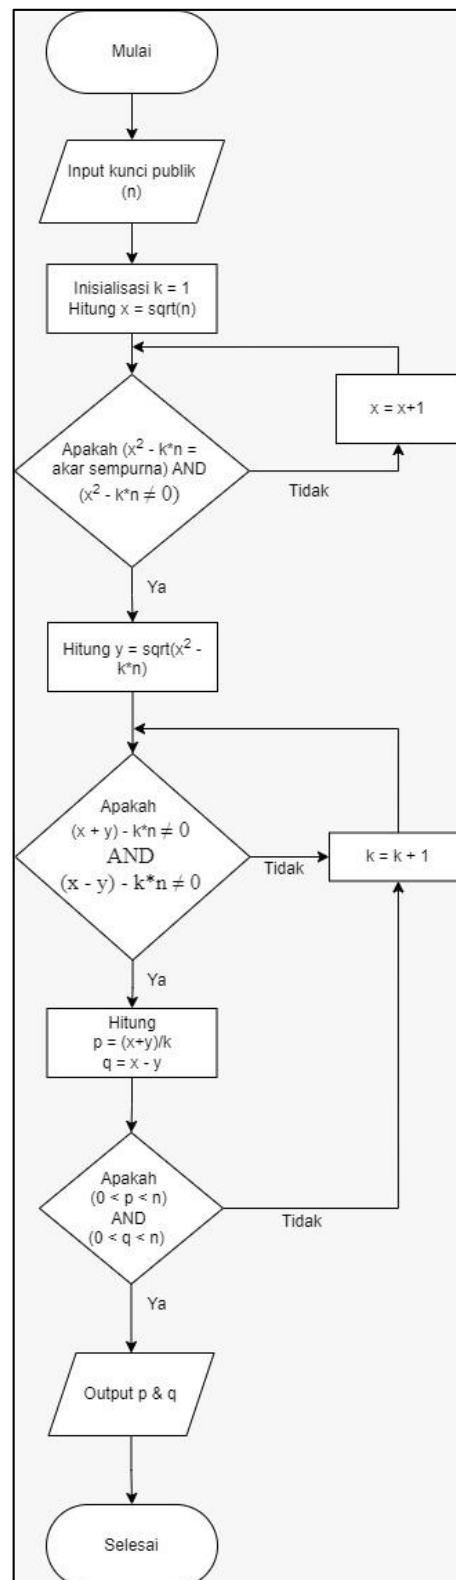 Mulai
Input kunci publik
(n)
Inisialisasi k = 1
Hitung x = sqrt(n)
x = x+1
Apakah (x² - k*n =
akar sempurna) AND
(x² - k*n ≠ 0)
Tidak
Ya
Hitung y = sqrt(x² -
k*n)
Apakah
(x + y) - k*n ≠ 0
AND
(x - y) - k*n ≠ 0
Tidak
k = k + 1
Ya
Hitung
p = (x+y)/k
q = x - y
Apakah
(0 < p < n)
AND
(0 < q < n)
Tidak
Ya
Output p & q
Selesai